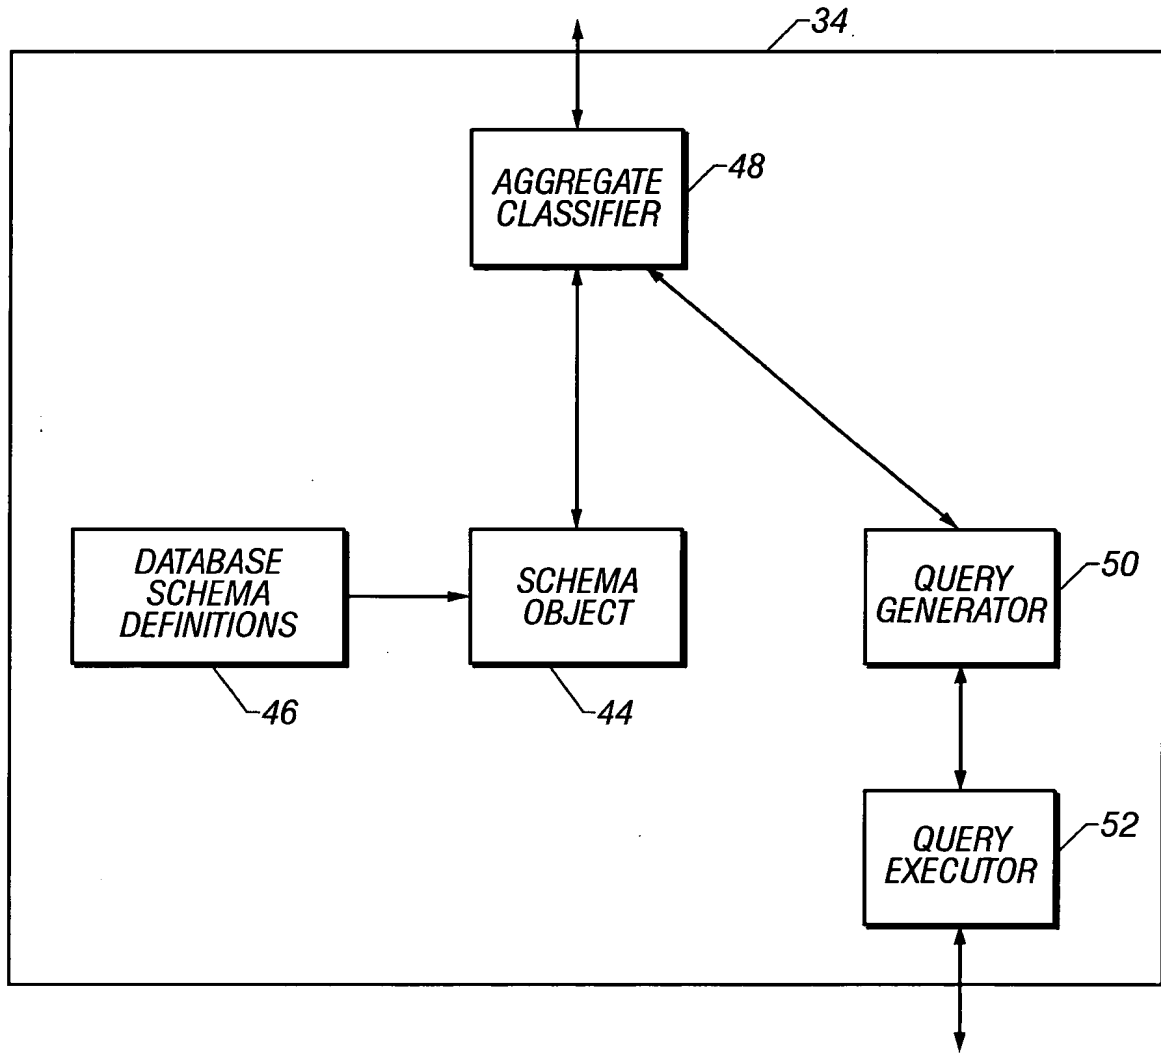 34
AGGREGATE
CLASSIFIER
48
DATABASE
SCHEMA
DEFINITIONS
46
SCHEMA
OBJECT
44
QUERY
GENERATOR
50
QUERY
EXECUTOR
52